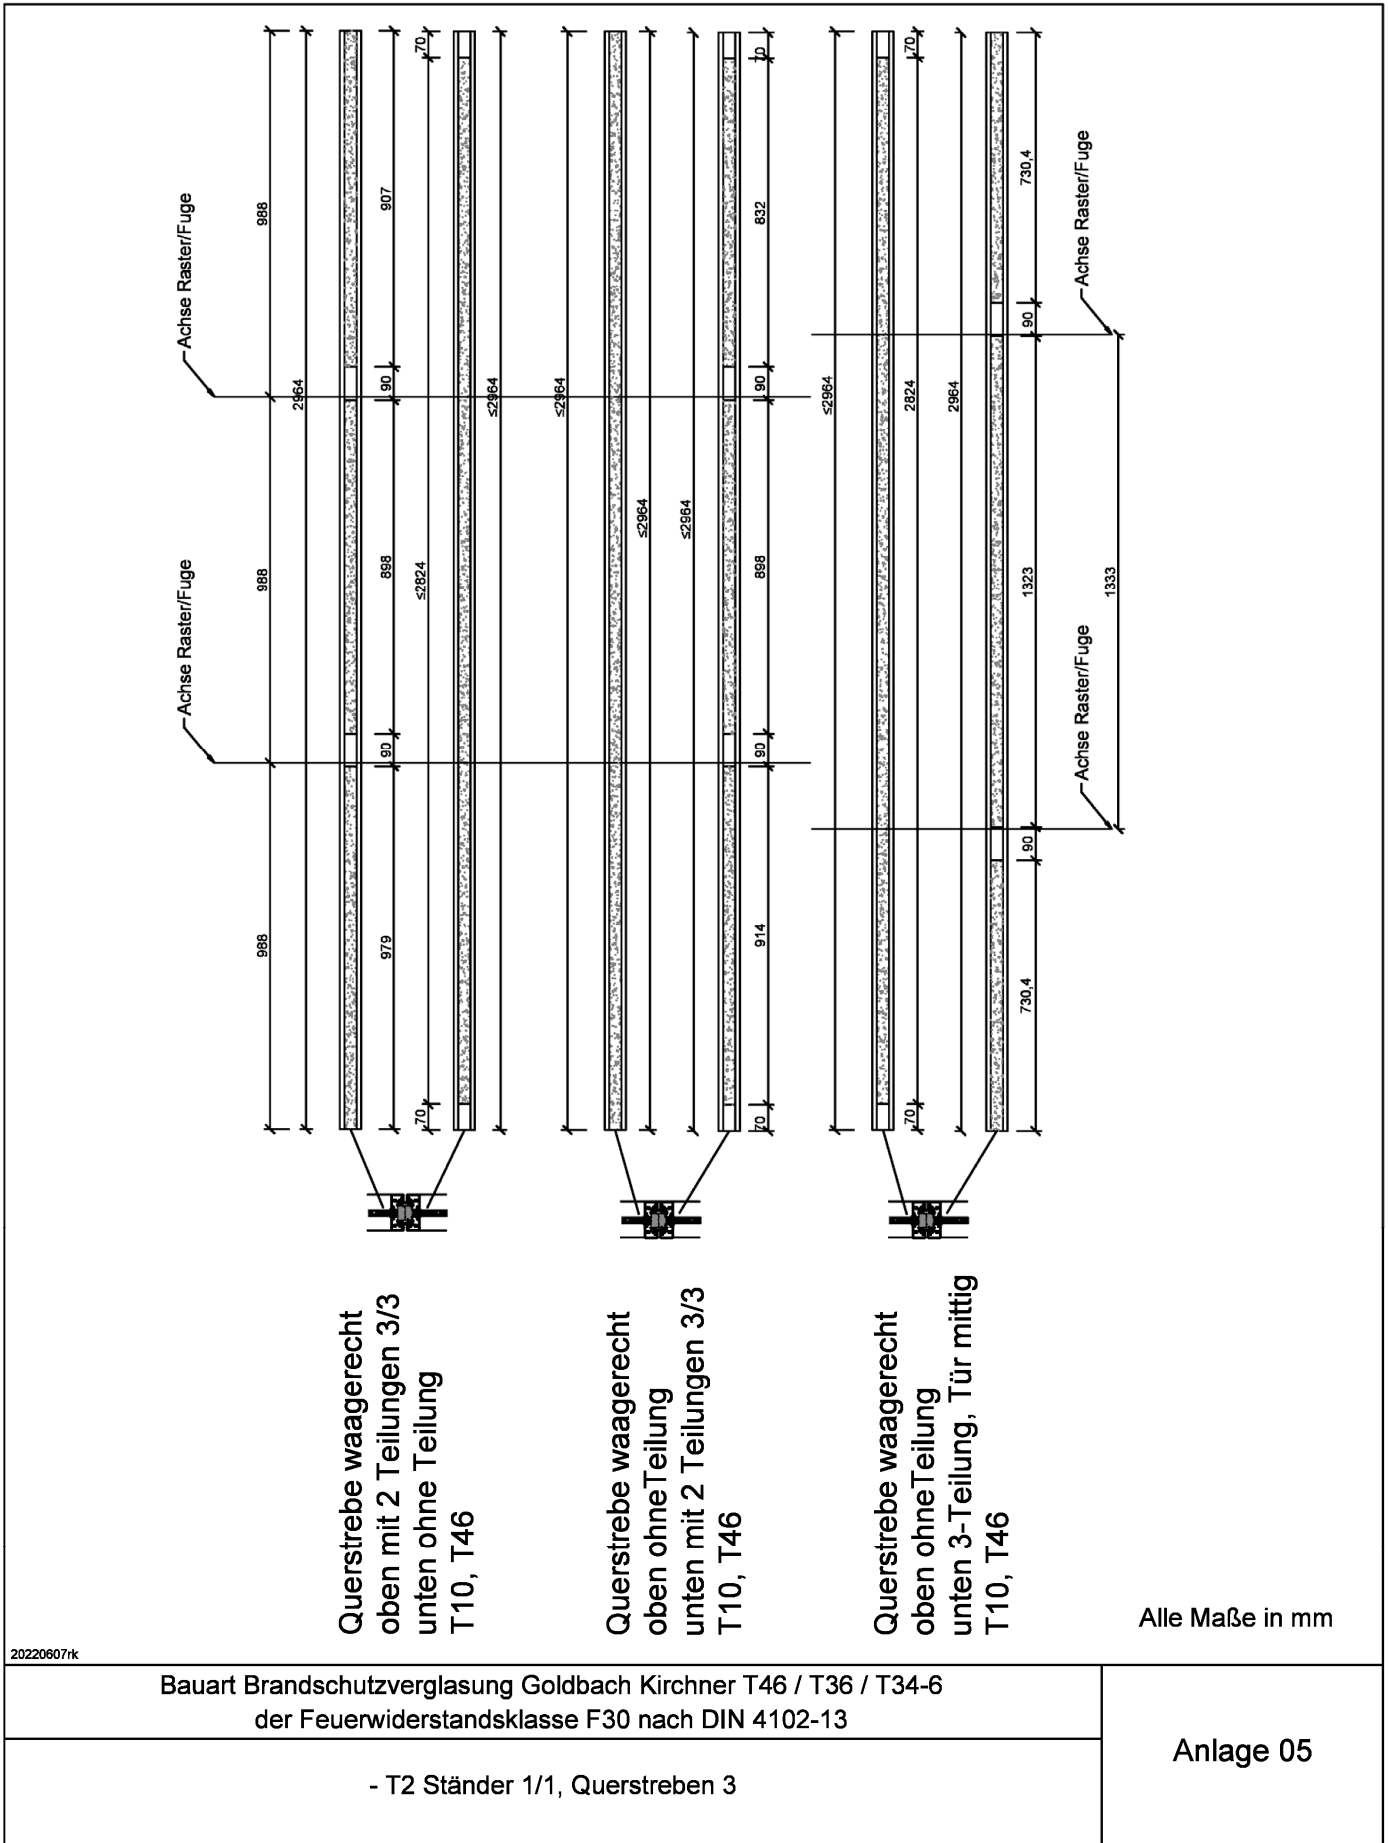 Achse Raster/Fuge
Achse Raster/Fuge
988
988
988
2964
907
90
898
90
979
70
≤2824
70
≤2964
≤2964
≤2964
≤2964
70
832
90
898
90
914
70
≤2964
70
2824
70
2964
730,4
90
1323
90
730,4
1333
Achse Raster/Fuge
Achse Raster/Fuge
Querstrebe waagerecht
oben mit 2 Teilungen 3/3
unten ohne Teilung
T10, T46
Querstrebe waagerecht
oben ohneTeilung
unten mit 2 Teilungen 3/3
T10, T46
Querstrebe waagerecht
oben ohneTeilung
unten 3-Teilung, Tür mittig
T10, T46
Alle Maße in mm
20220607rk
Bauart Brandschutzverglasung Goldbach Kirchner T46 / T36 / T34-6
der Feuerwiderstandsklasse F30 nach DIN 4102-13
- T2 Ständer 1/1, Querstreben 3
Anlage 05